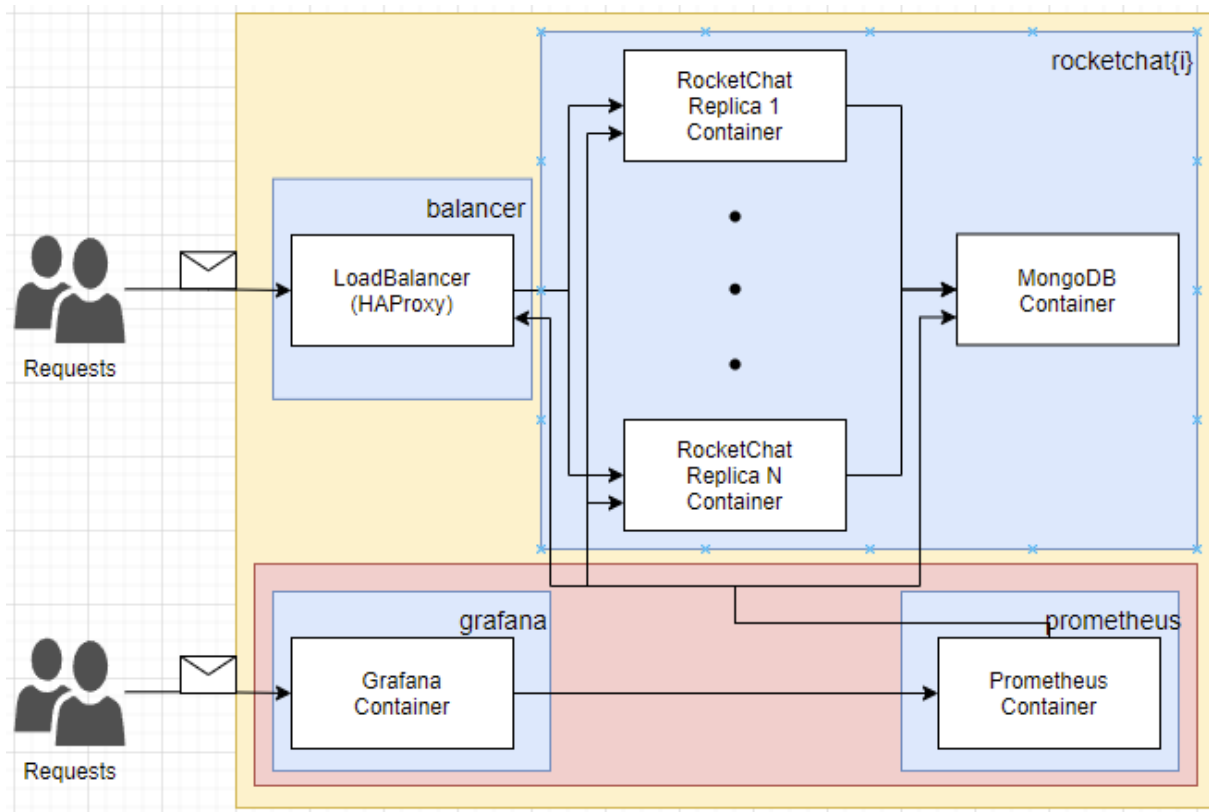 rocketchat{i}
RocketChat
Replica 1
Container
balancer
LoadBalancer
(HAProxy)
MongoDB
Container
Requests
RocketChat
Replica N
Container
grafana
prometheus
Grafana
Container
Prometheus
Container
Requests